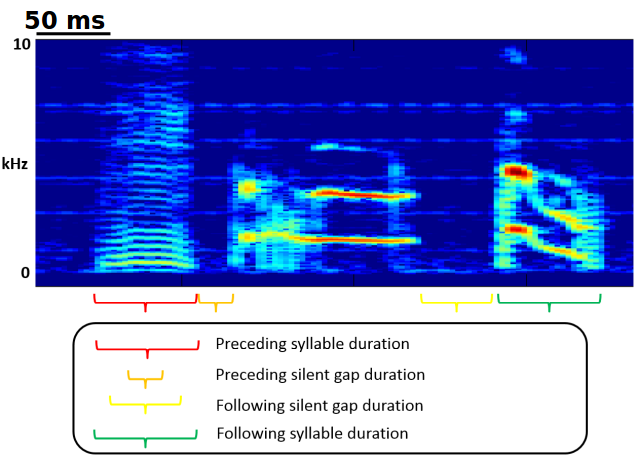 50 ms
10
kHz
0
Preceding syllable duration
Preceding silent gap duration
Following silent gap duration
Following syllable duration